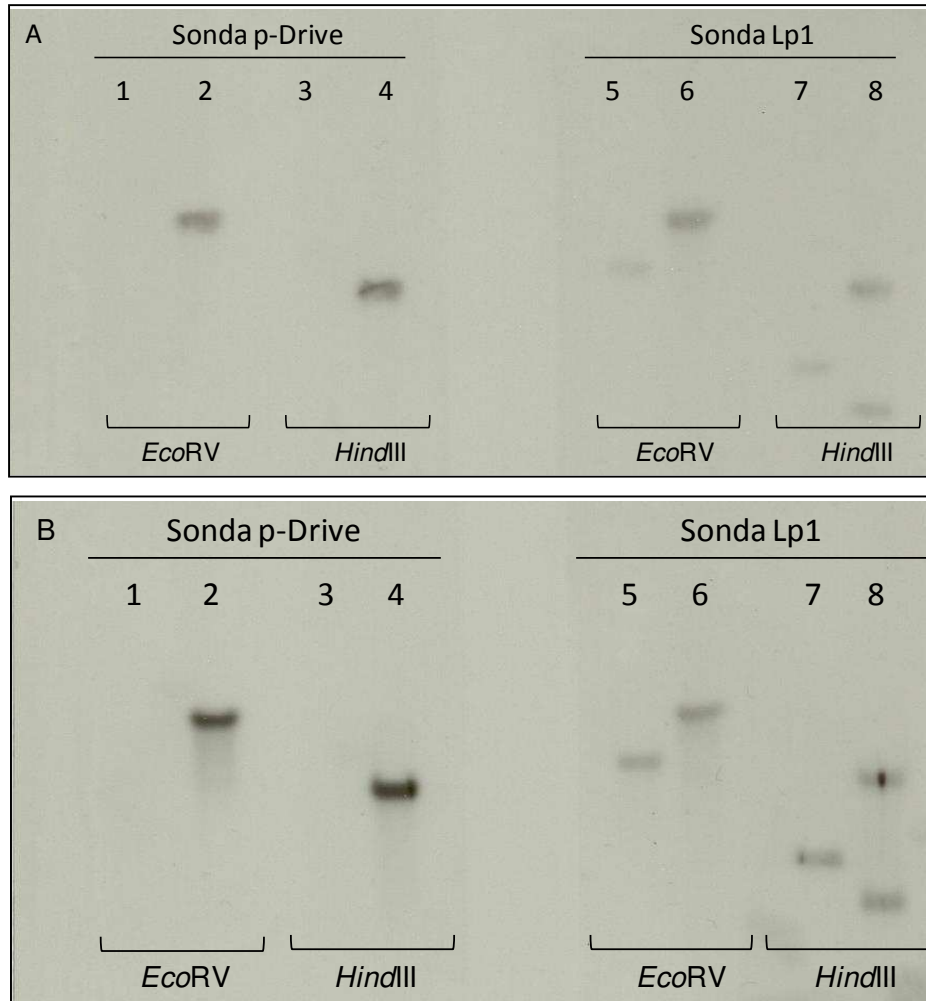 A
Sonda p-Drive Sonda Lp1
1 2 3 4 5 6 7 8
EcoRV HindIII EcoRV HindIII
B
Sonda p-Drive Sonda Lp1
1 2 3 4 5 6 7 8
EcoRV HindIII EcoRV HindIII